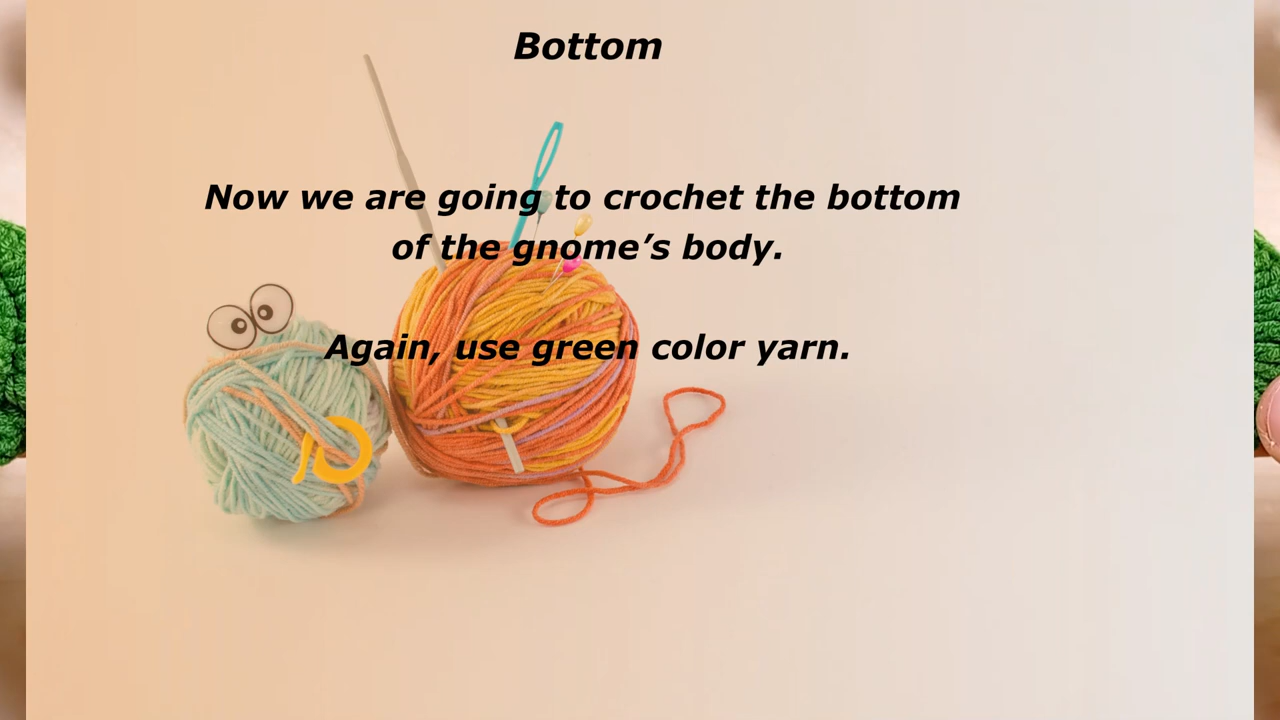 Bottom
Now we are going to crochet the bottom
of the gnome’s body.
Again, use green color yarn.